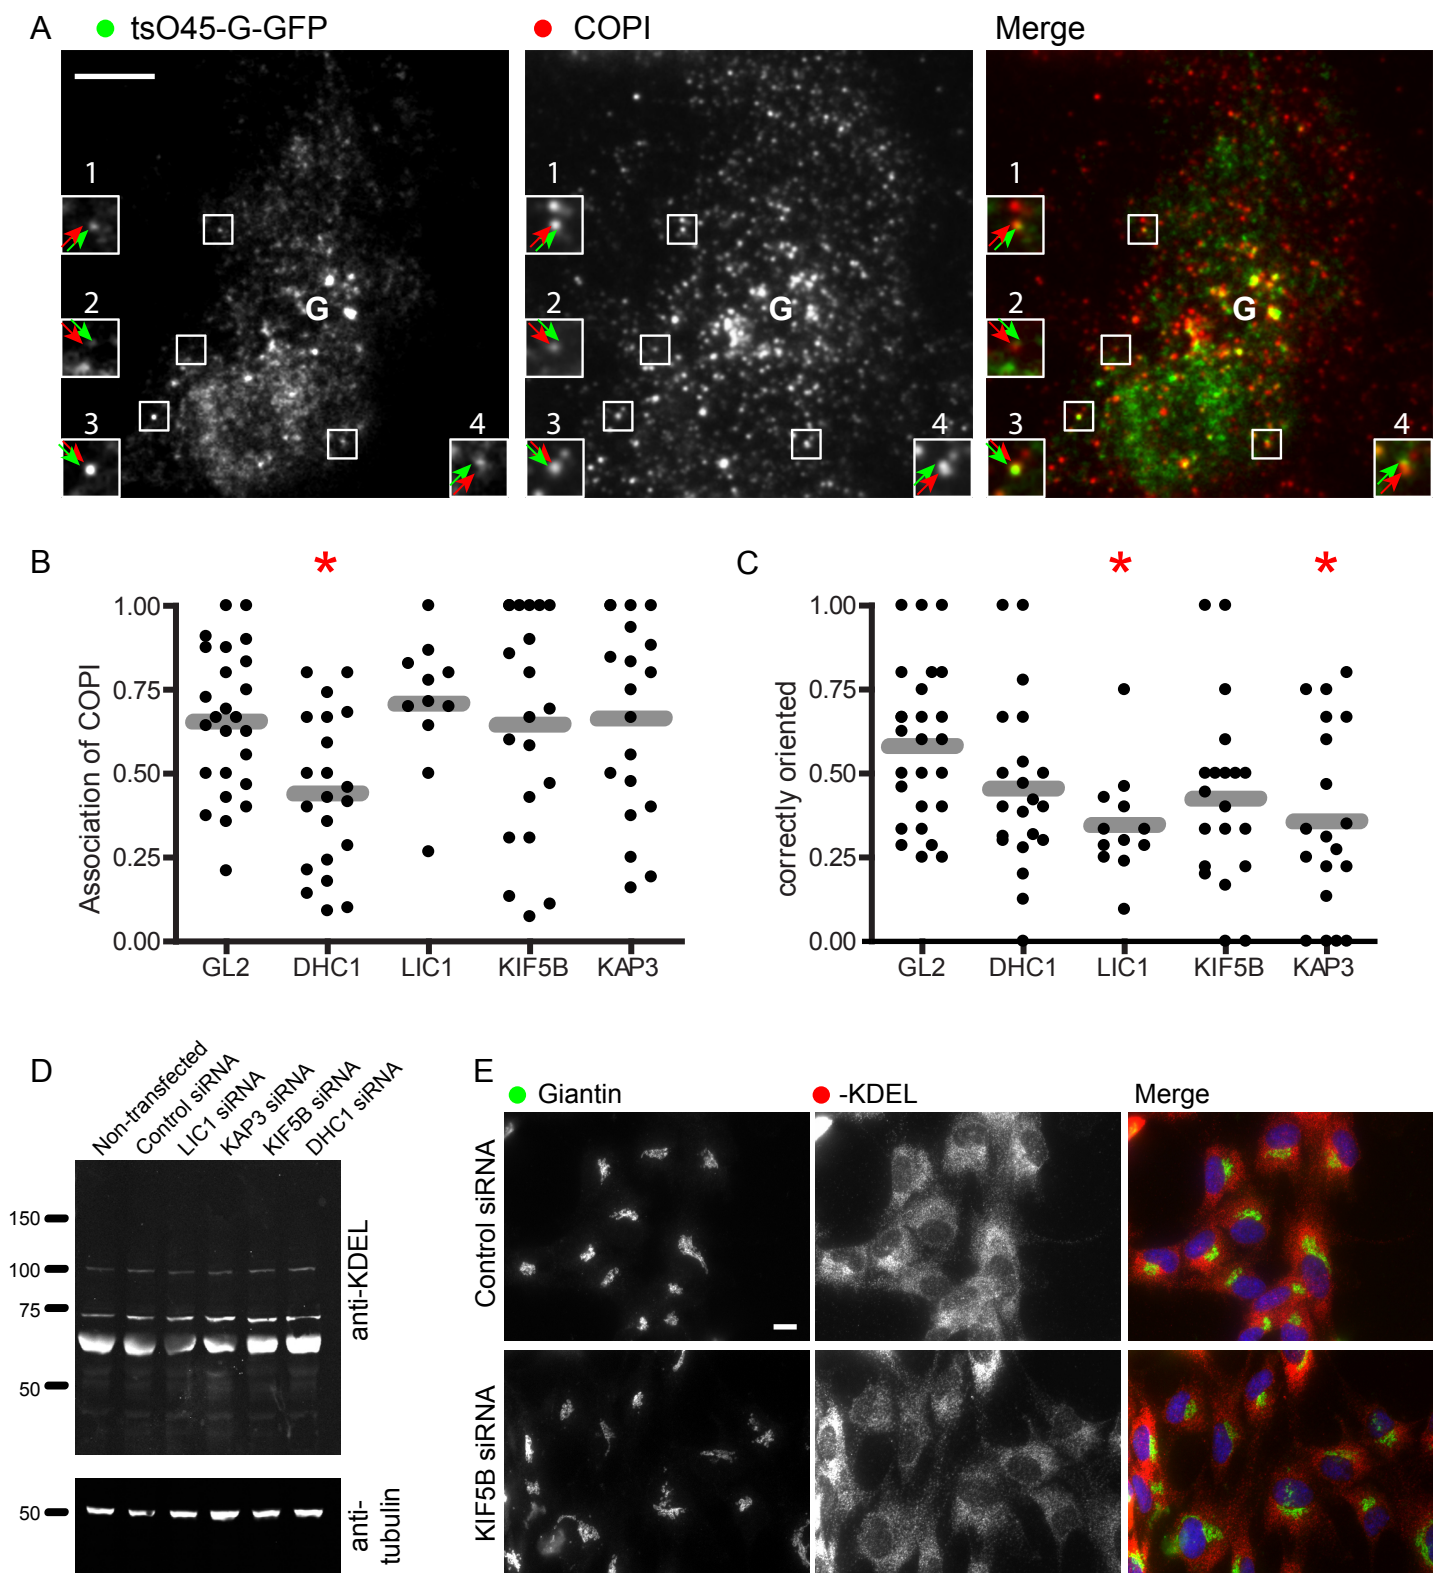 A
tsO45-G-GFP
COPI
Merge
1
2
3
4
G
1
2
3
4
G
1
2
3
4
G
B
*
Association of COPI
1.00
0.75
0.50
0.25
0.00
GL2 DHC1 LIC1 KIF5B KAP3
C
* *
correctly oriented
1.00
0.75
0.50
0.25
0.00
GL2 DHC1 LIC1 KIF5B KAP3
D
Non-transfected
Control siRNA
LIC1 siRNA
KAP3 siRNA
KIF5B siRNA
DHC1 siRNA
150
100
75
50
anti-KDEL
50
anti-
tubulin
E
Giantin
-KDEL
Merge
Control siRNA
KIF5B siRNA